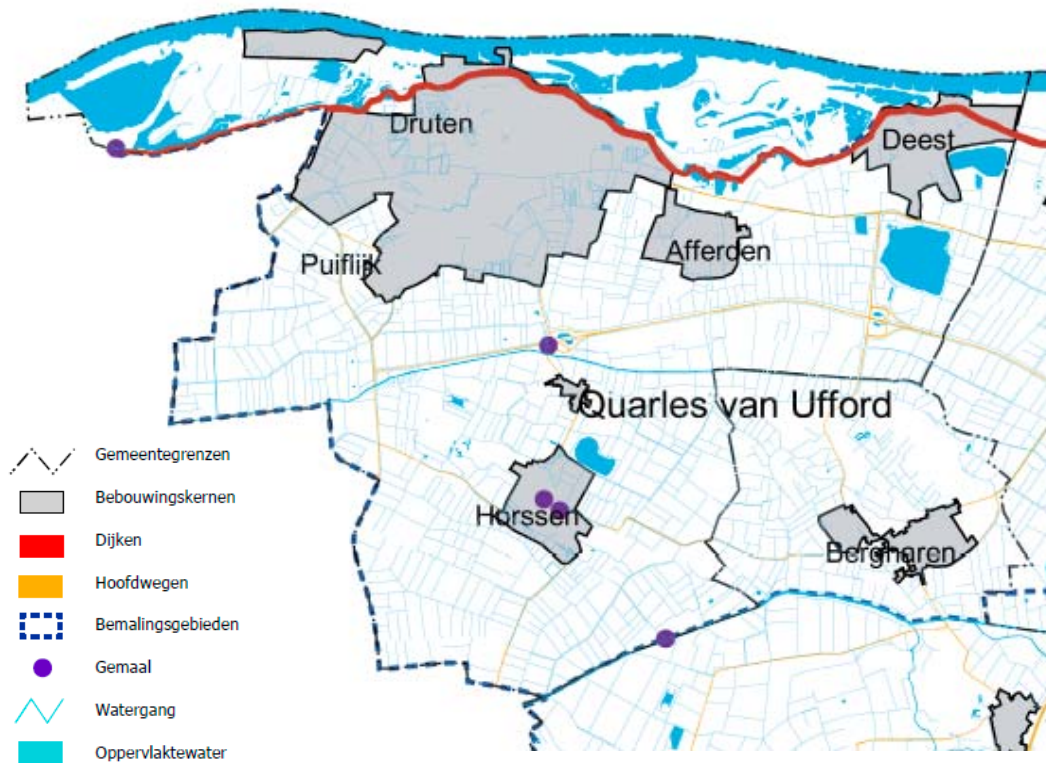 Druten
Deest
Afferden
Puiflijk
Quarles van Ufford
Horssen
Bergharen
Gemeentegrenzen
Bebouwingskernen
Dijken
Hoofdwegen
Bemalingsgebieden
Gemaal
Watergang
Oppervlaktewater